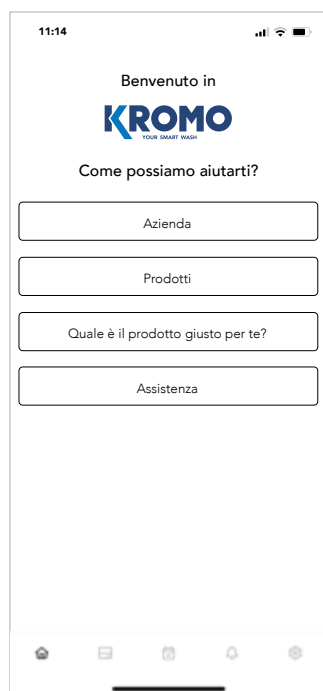 11:14
Benvenuto in
KROMO
YOUR SMART WASH
Come possiamo aiutarti?
Azienda
Prodotti
Quale è il prodotto giusto per te?
Assistenza